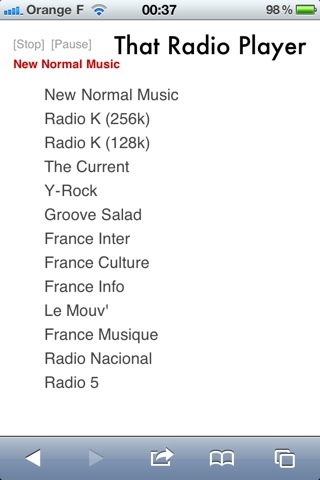 Orange F 00:37 98 %
[Stop] [Pause] That Radio Player
New Normal Music
New Normal Music
Radio K (256k)
Radio K (128k)
The Current
Y-Rock
Groove Salad
France Inter
France Culture
France Info
Le Mouv'
France Musique
Radio Nacional
Radio 5